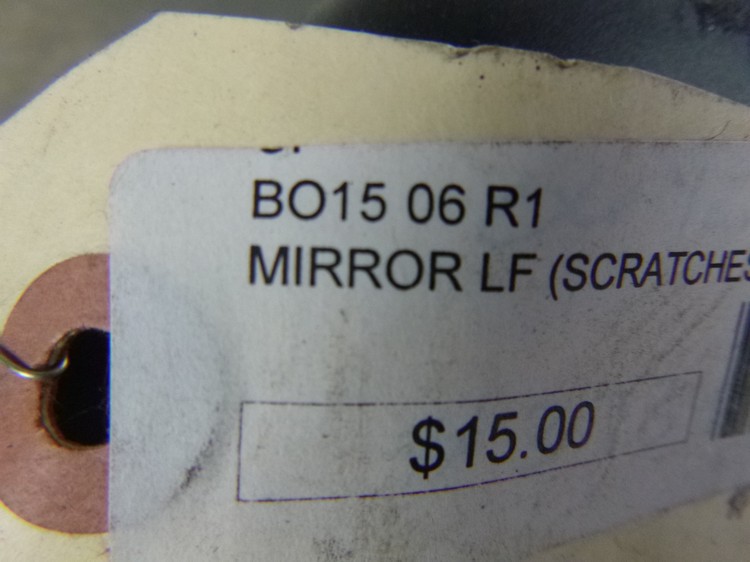 BO15 06 R1
MIRROR LF (SCRATCHES
$15.00